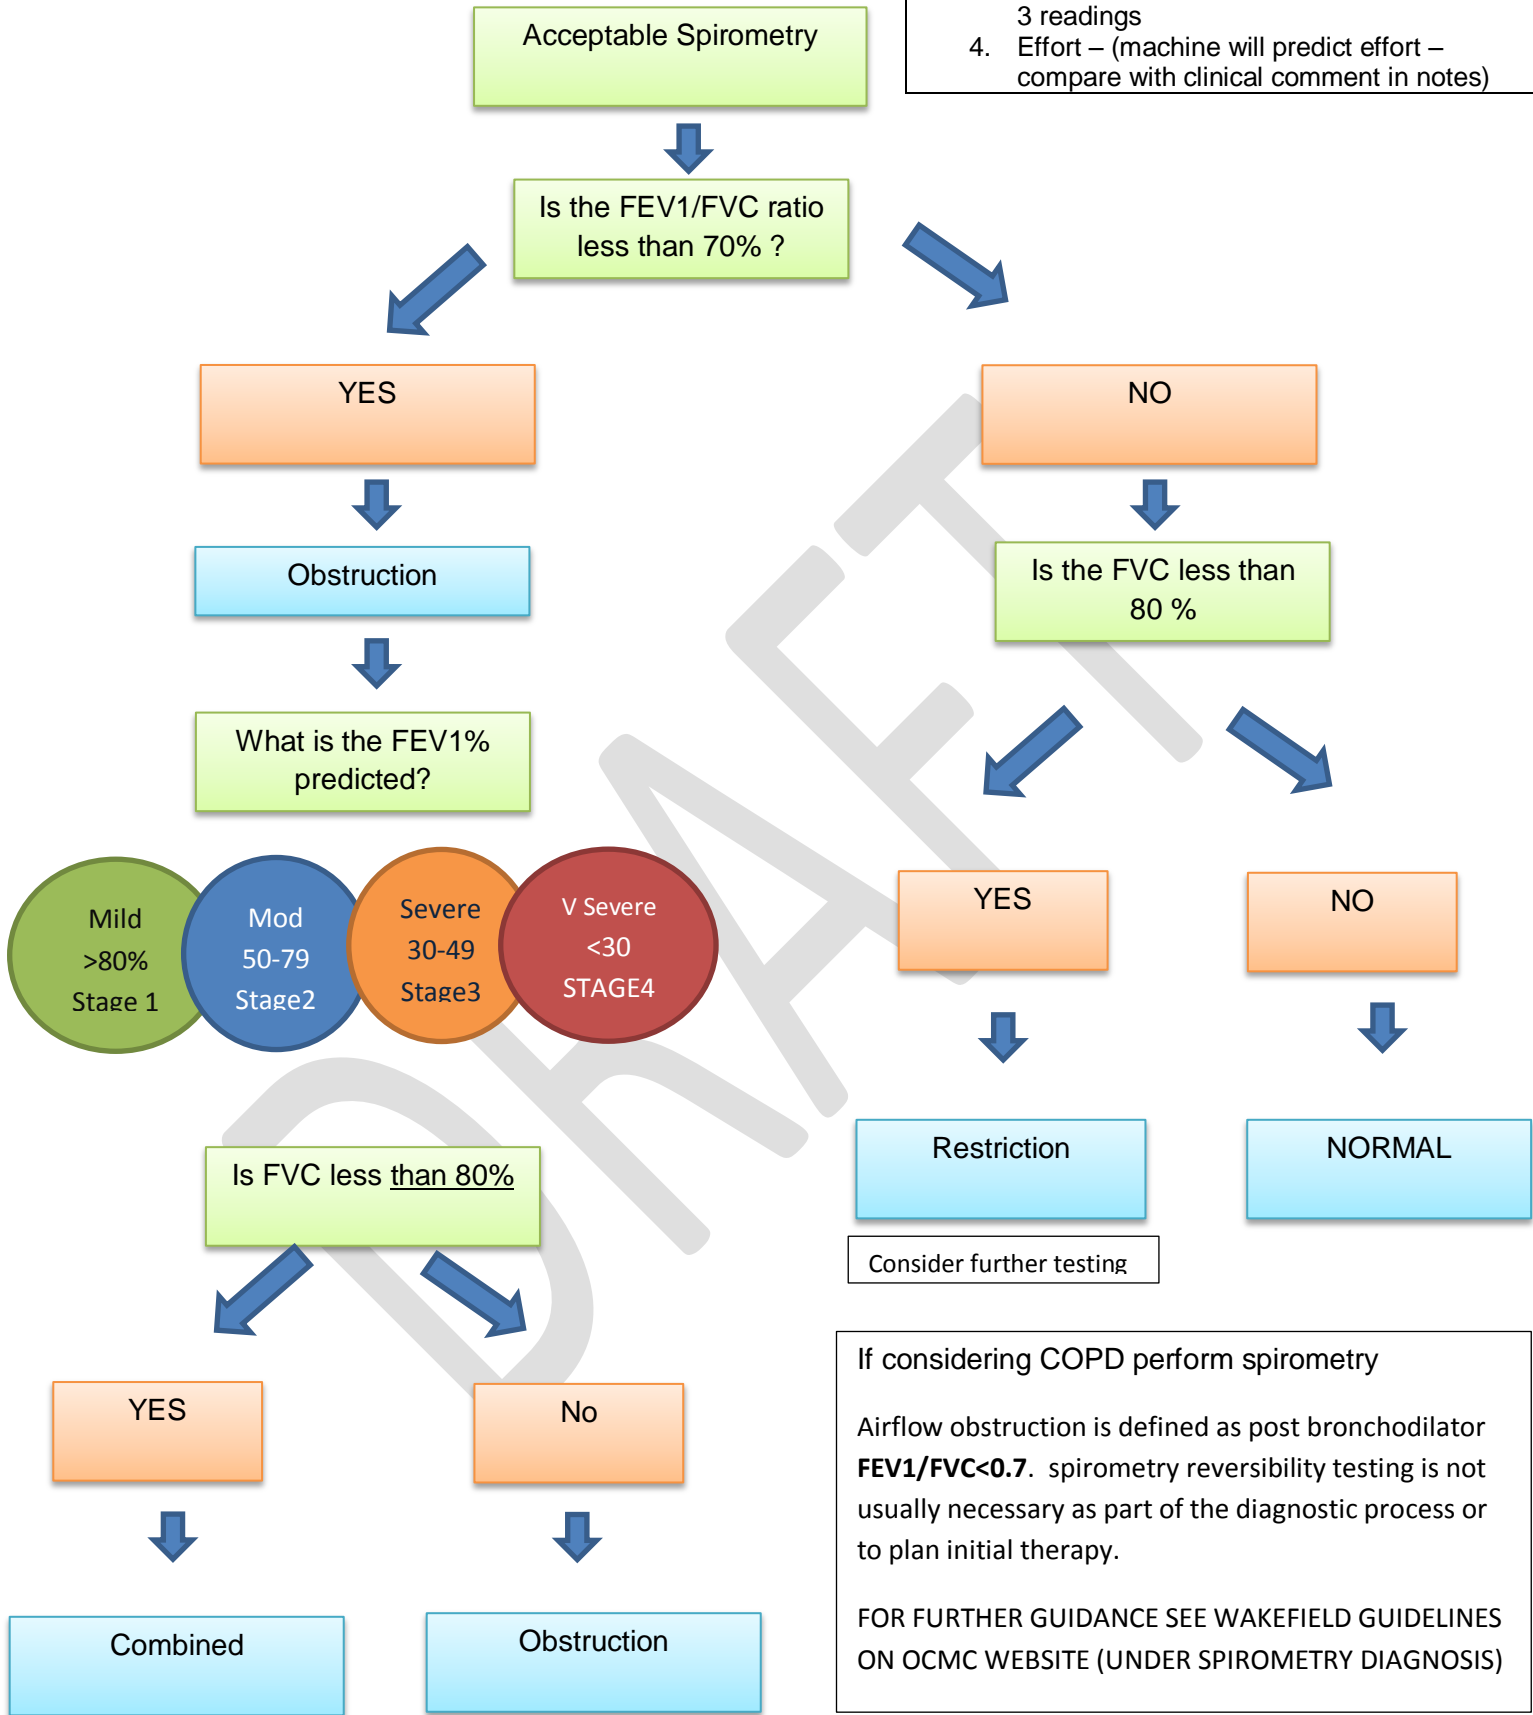 3 readings
4. Effort – (machine will predict effort –
compare with clinical comment in notes)
Acceptable Spirometry
Is the FEV1/FVC ratio
less than 70% ?
YES
NO
Obstruction
Is the FVC less than
80 %
What is the FEV1%
predicted?
Mild
>80%
Stage 1
Mod
50-79
Stage2
Severe
30-49
Stage3
V Severe
<30
STAGE4
YES
NO
Restriction
NORMAL
Is FVC less than 80%
Consider further testing
YES
No
Combined
Obstruction
If considering COPD perform spirometry
Airflow obstruction is defined as post bronchodilator
FEV1/FVC<0.7.  spirometry reversibility testing is not
usually necessary as part of the diagnostic process or
to plan initial therapy.
FOR FURTHER GUIDANCE SEE WAKEFIELD GUIDELINES
ON OCMC WEBSITE (UNDER SPIROMETRY DIAGNOSIS)
DRAFT